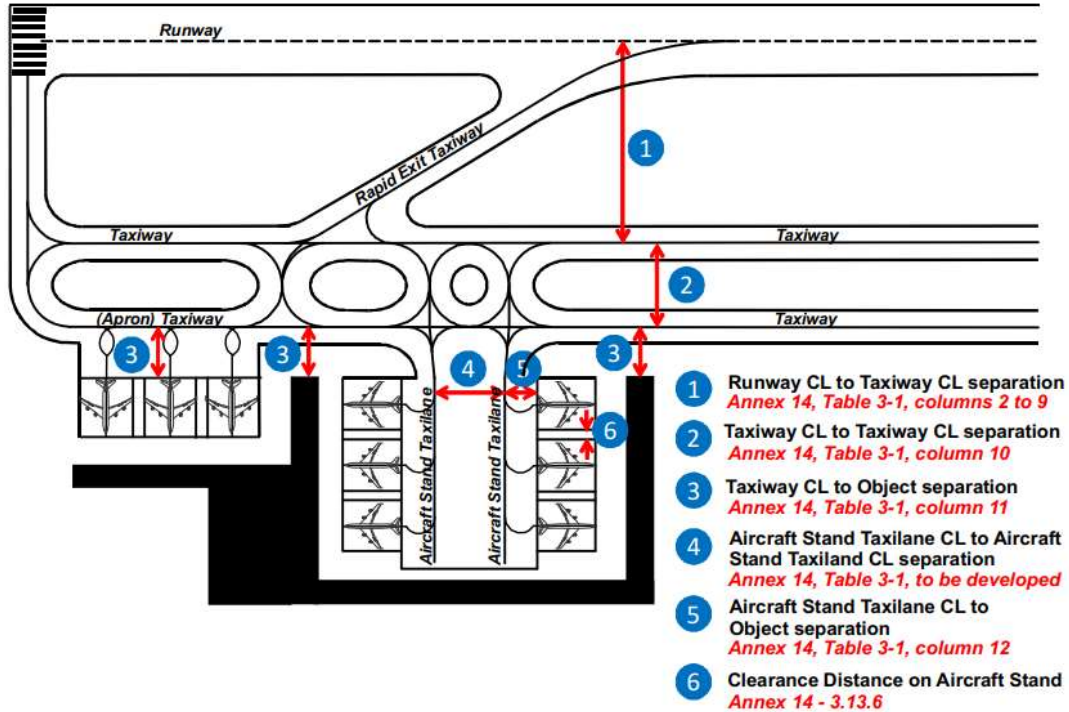 Runway
Rapid Exit Taxiway
1
Taxiway
Taxiway
2
(Apron) Taxiway
Taxiway
3
3
3
4
5
6
Aircraft Stand Taxilane
Aircraft Stand Taxilane
1
Runway CL to Taxiway CL separation
Annex 14, Table 3-1, columns 2 to 9
2
Taxiway CL to Taxiway CL separation
Annex 14, Table 3-1, column 10
3
Taxiway CL to Object separation
Annex 14, Table 3-1, column 11
4
Aircraft Stand Taxilane CL to Aircraft
Stand Taxiland CL separation
Annex 14, Table 3-1, to be developed
5
Aircraft Stand Taxilane CL to
Object separation
Annex 14, Table 3-1, column 12
6
Clearance Distance on Aircraft Stand
Annex 14 - 3.13.6